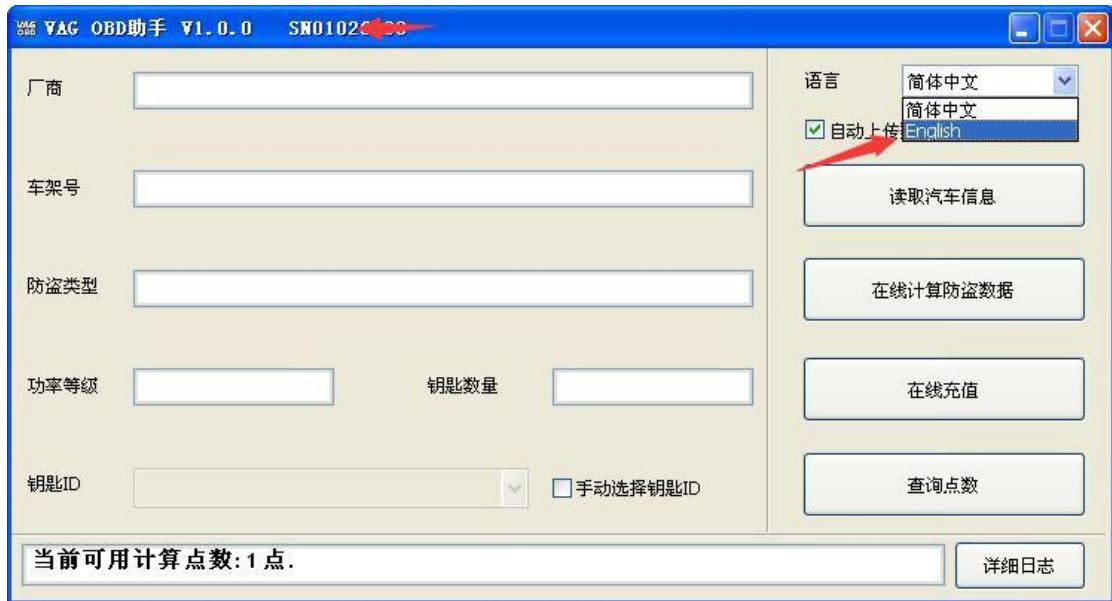 VAG OBD助手 V1.0.0
厂商
语言
简体中文
简体中文
English
自动上传
车架号
读取汽车信息
防盗类型
在线计算防盗数据
功率等级
钥匙数量
在线充值
钥匙ID
手动选择钥匙ID
查询点数
当前可用计算点数:1点.
详细日志